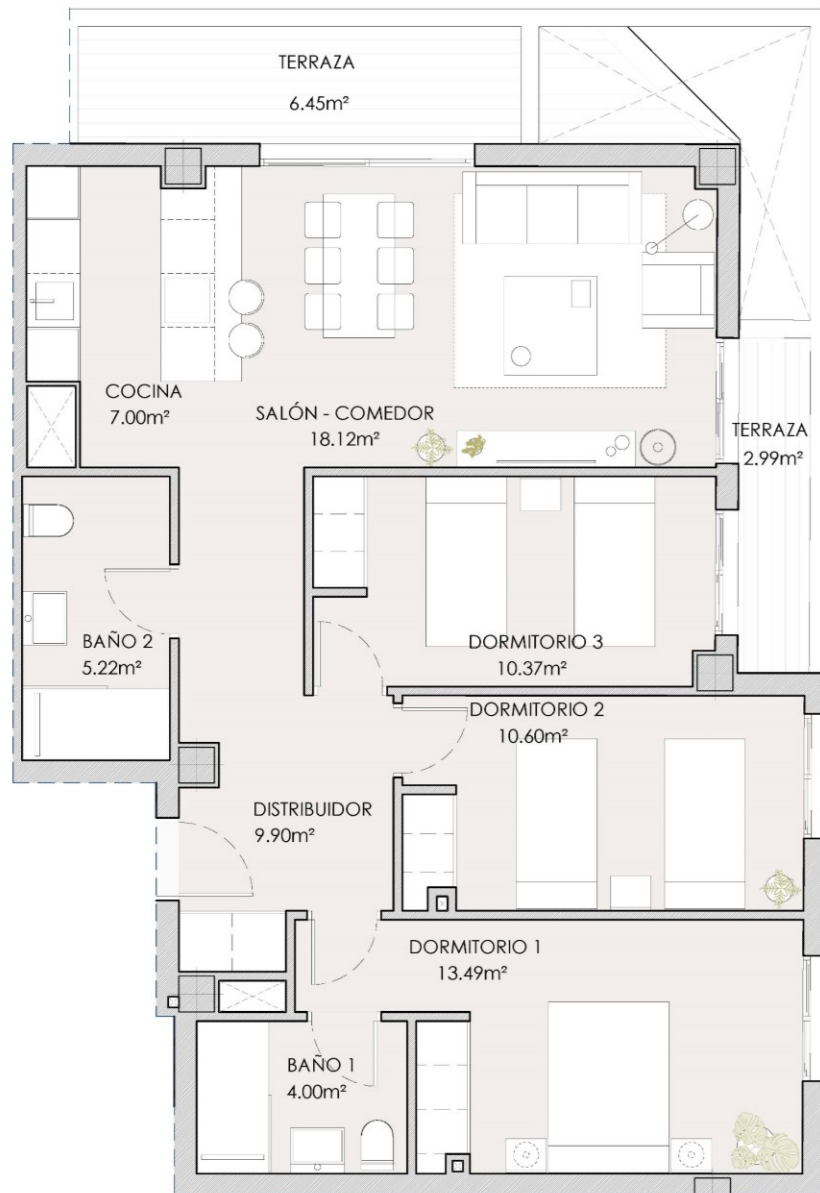 TERRAZA
6.45m²
COCINA
7.00m²
SALÓN - COMEDOR
18.12m²
TERRAZA
2.99m²
BAÑO 2
5.22m²
DORMITORIO 3
10.37m²
DORMITORIO 2
10.60m²
DISTRIBUIDOR
9.90m²
DORMITORIO 1
13.49m²
BAÑO 1
4.00m²